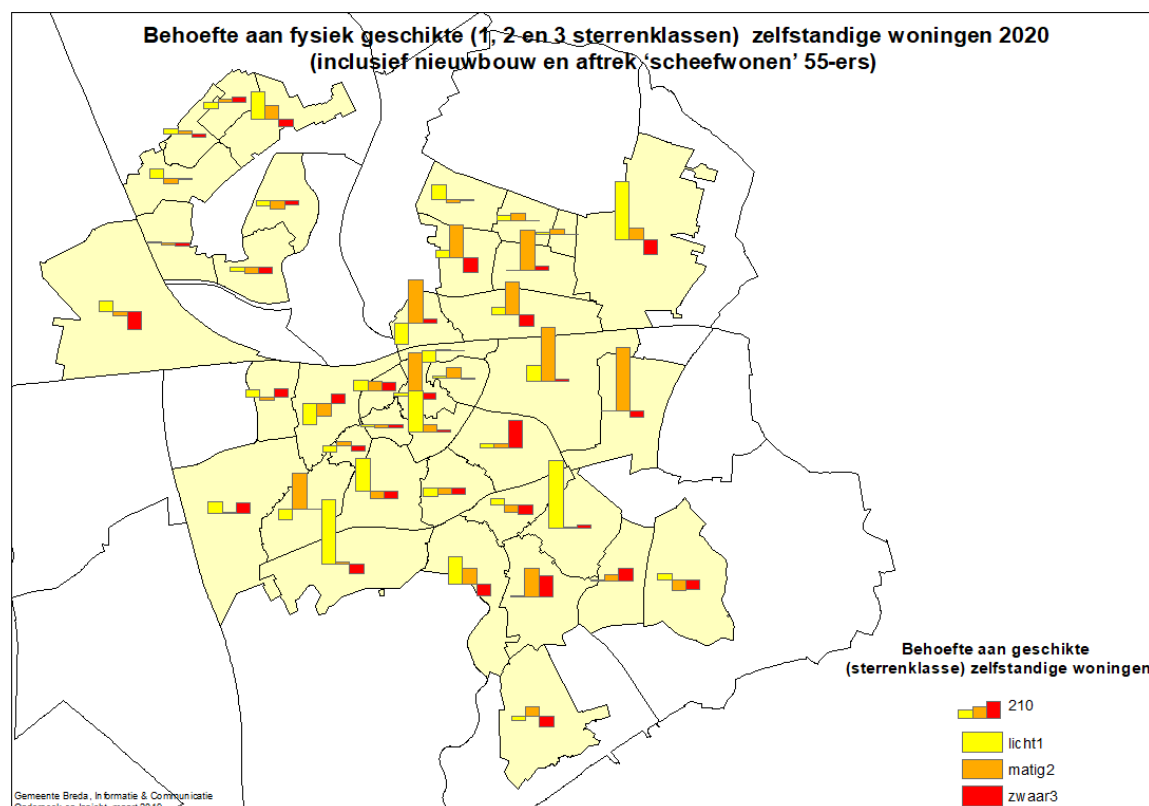 Behoefte aan fysiek geschikte (1, 2 en 3 sterrenklassen) zelfstandige woningen 2020
(inclusief nieuwbouw en aftrek ‘scheefwonen’ 55-ers)
Behoefte aan geschikte
(sterrenklasse) zelfstandige woningen
210
licht1
matig2
zwaar3
Gemeente Breda, Informatie & Communicatie